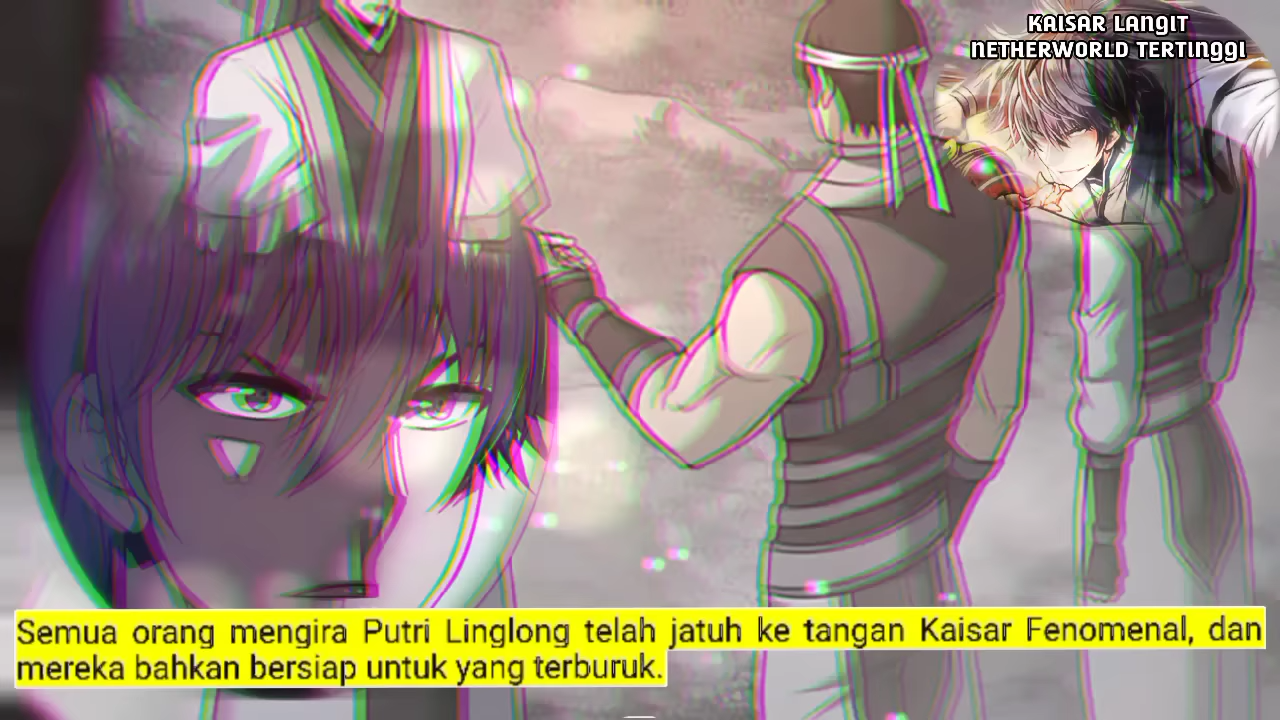 KAISAR LANGIT
NETHERWORLD TERTINGGI
Semua orang mengira Putri Linglong telah jatuh ke tangan Kaisar Fenomenal, dan
mereka bahkan bersiap untuk yang terburuk.